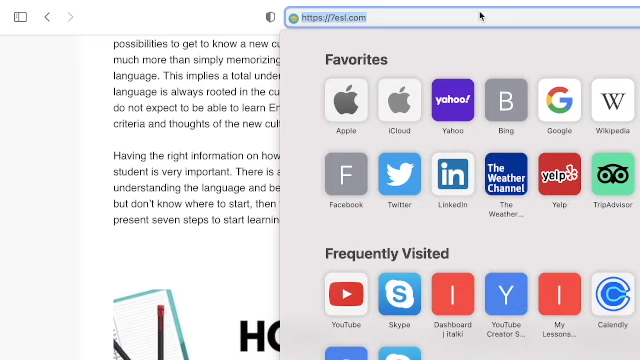 https://7esl.com
possibilities to get to know a new cu
much more than simply memorizing
language. This implies a total under
language is always rooted in the cu
do not expect to be able to learn En
criteria and thoughts of the new cult
Having the right information on how
student is very important. There is a
understanding the language and be
but don't know where to start, then
present seven steps to start learnin
HO
Favorites
yahoo!
B
G
W
Apple
iCloud
Yahoo
Bing
Google
Wikipedia
F
in
The
Weather
Channel
yelp
Facebook
Twitter
LinkedIn
The
Weather...
Yelp
TripAdvisor
Frequently Visited
S
I
Y
I
C
YouTube
Skype
Dashboard
| italki
YouTube
Creator S...
My
Lessons...
Calendly